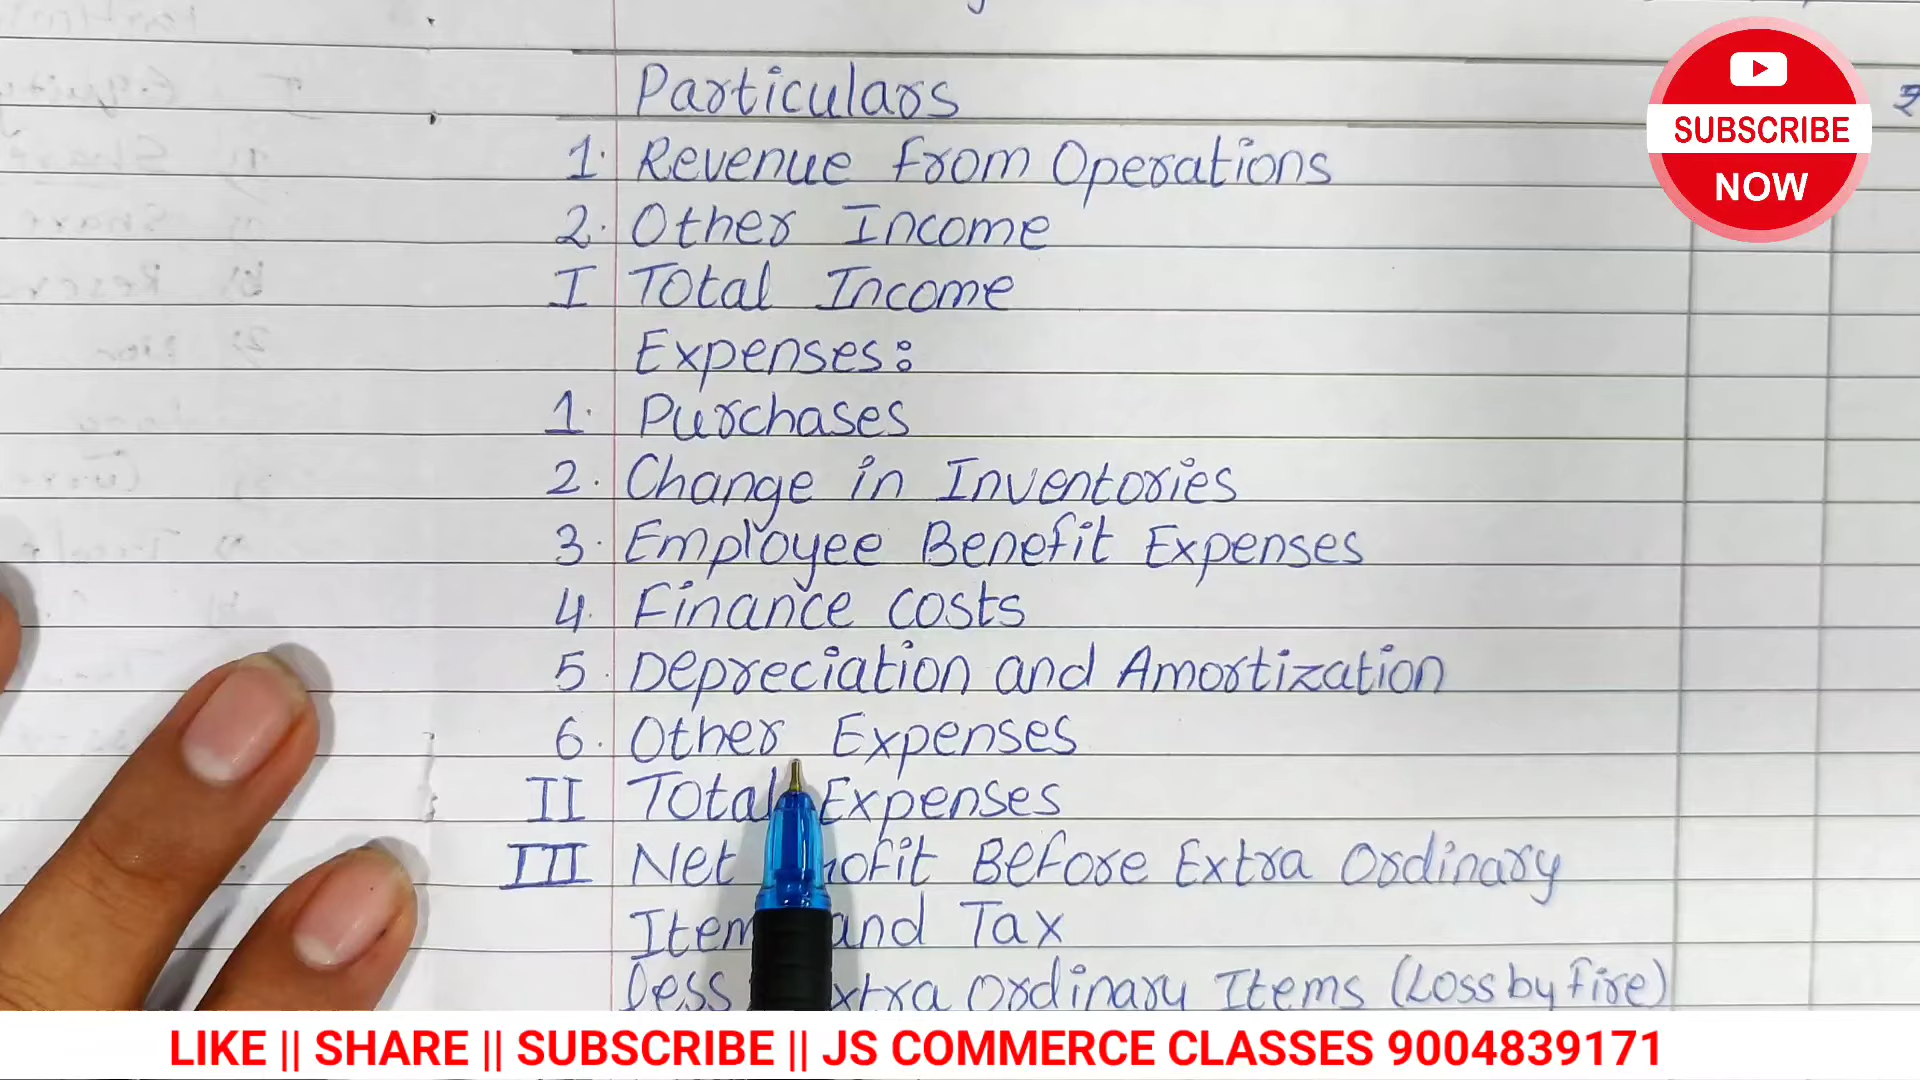 Particulars
1. Revenue from Operations
2. Other Income
I Total Income
Expenses:
1. Purchases
2. Change in Inventories
3. Employee Benefit Expenses
4. Finance costs
5. Depreciation and Amortization
6. Other Expenses
II Total Expenses
III Net Profit Before Extra Ordinary
Item and Tax
Less Extra Ordinary Items (Loss by fire)
SUBSCRIBE
NOW
LIKE || SHARE || SUBSCRIBE || JS COMMERCE CLASSES 9004839171